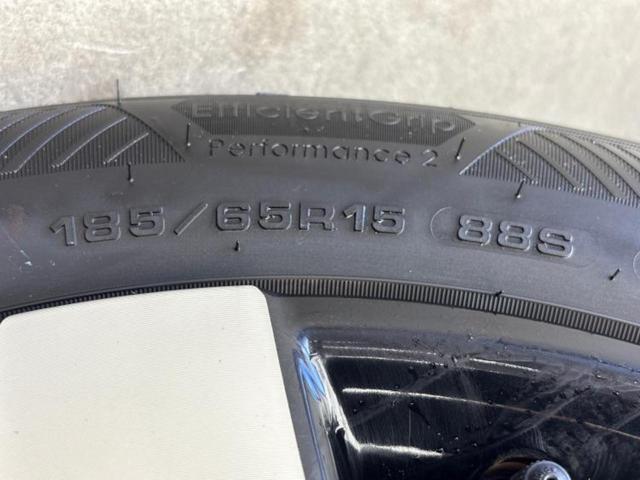 EfficientGrip
Performance 2
185/65R15 88S